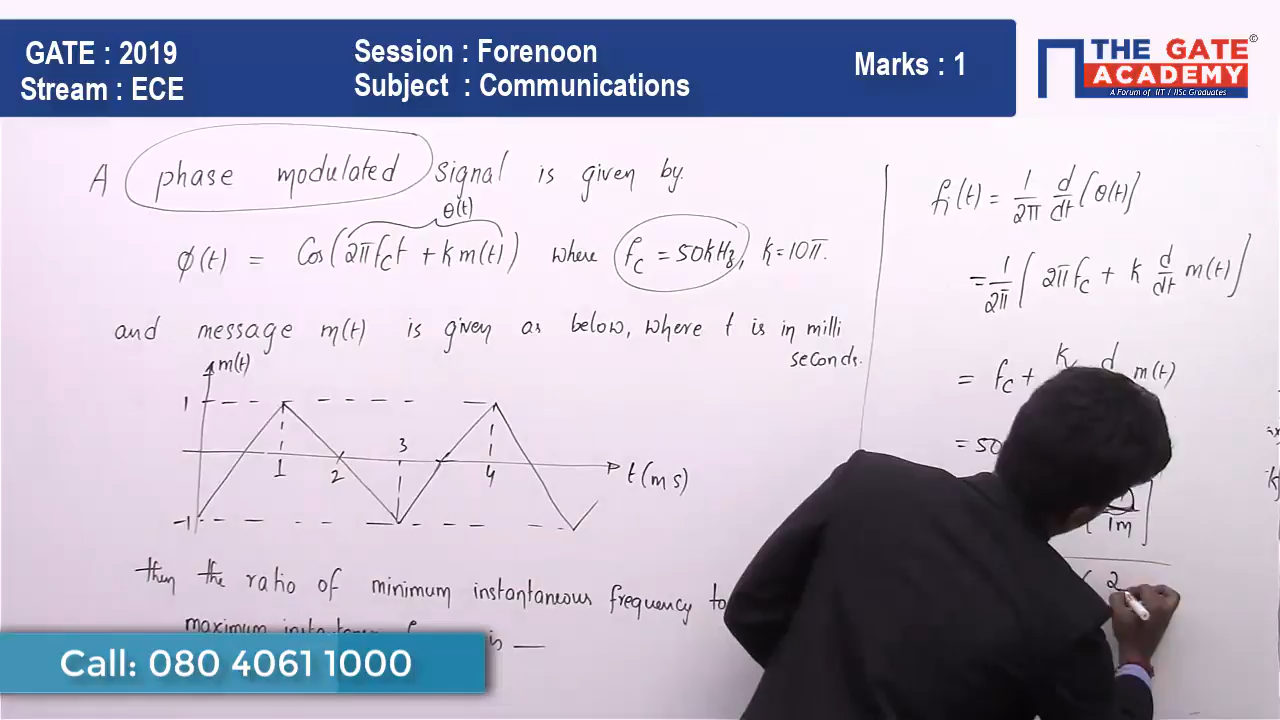 GATE : 2019
Stream : ECE
Session : Forenoon
Subject : Communications
Marks : 1
THE GATE
ACADEMY
©
A Forum of IIT / IISc Graduates
A phase modulated signal is given by.
θ(t)
φ(t) = Cos(2πfct + k m(t)) where fc = 50kHz, k=10π.
and message m(t) is given as below, where t is in milli
seconds.
m(t)
1
-1
1
2
3
4
t(ms)
then the ratio of minimum instantaneous frequency to
is —
fi(t) = 1/2π d/dt [θ(t)]
= 1/2π [2πfc + k d/dt m(t)]
= fc + k d m(t)
= 50
1m
2
Call: 080 4061 1000